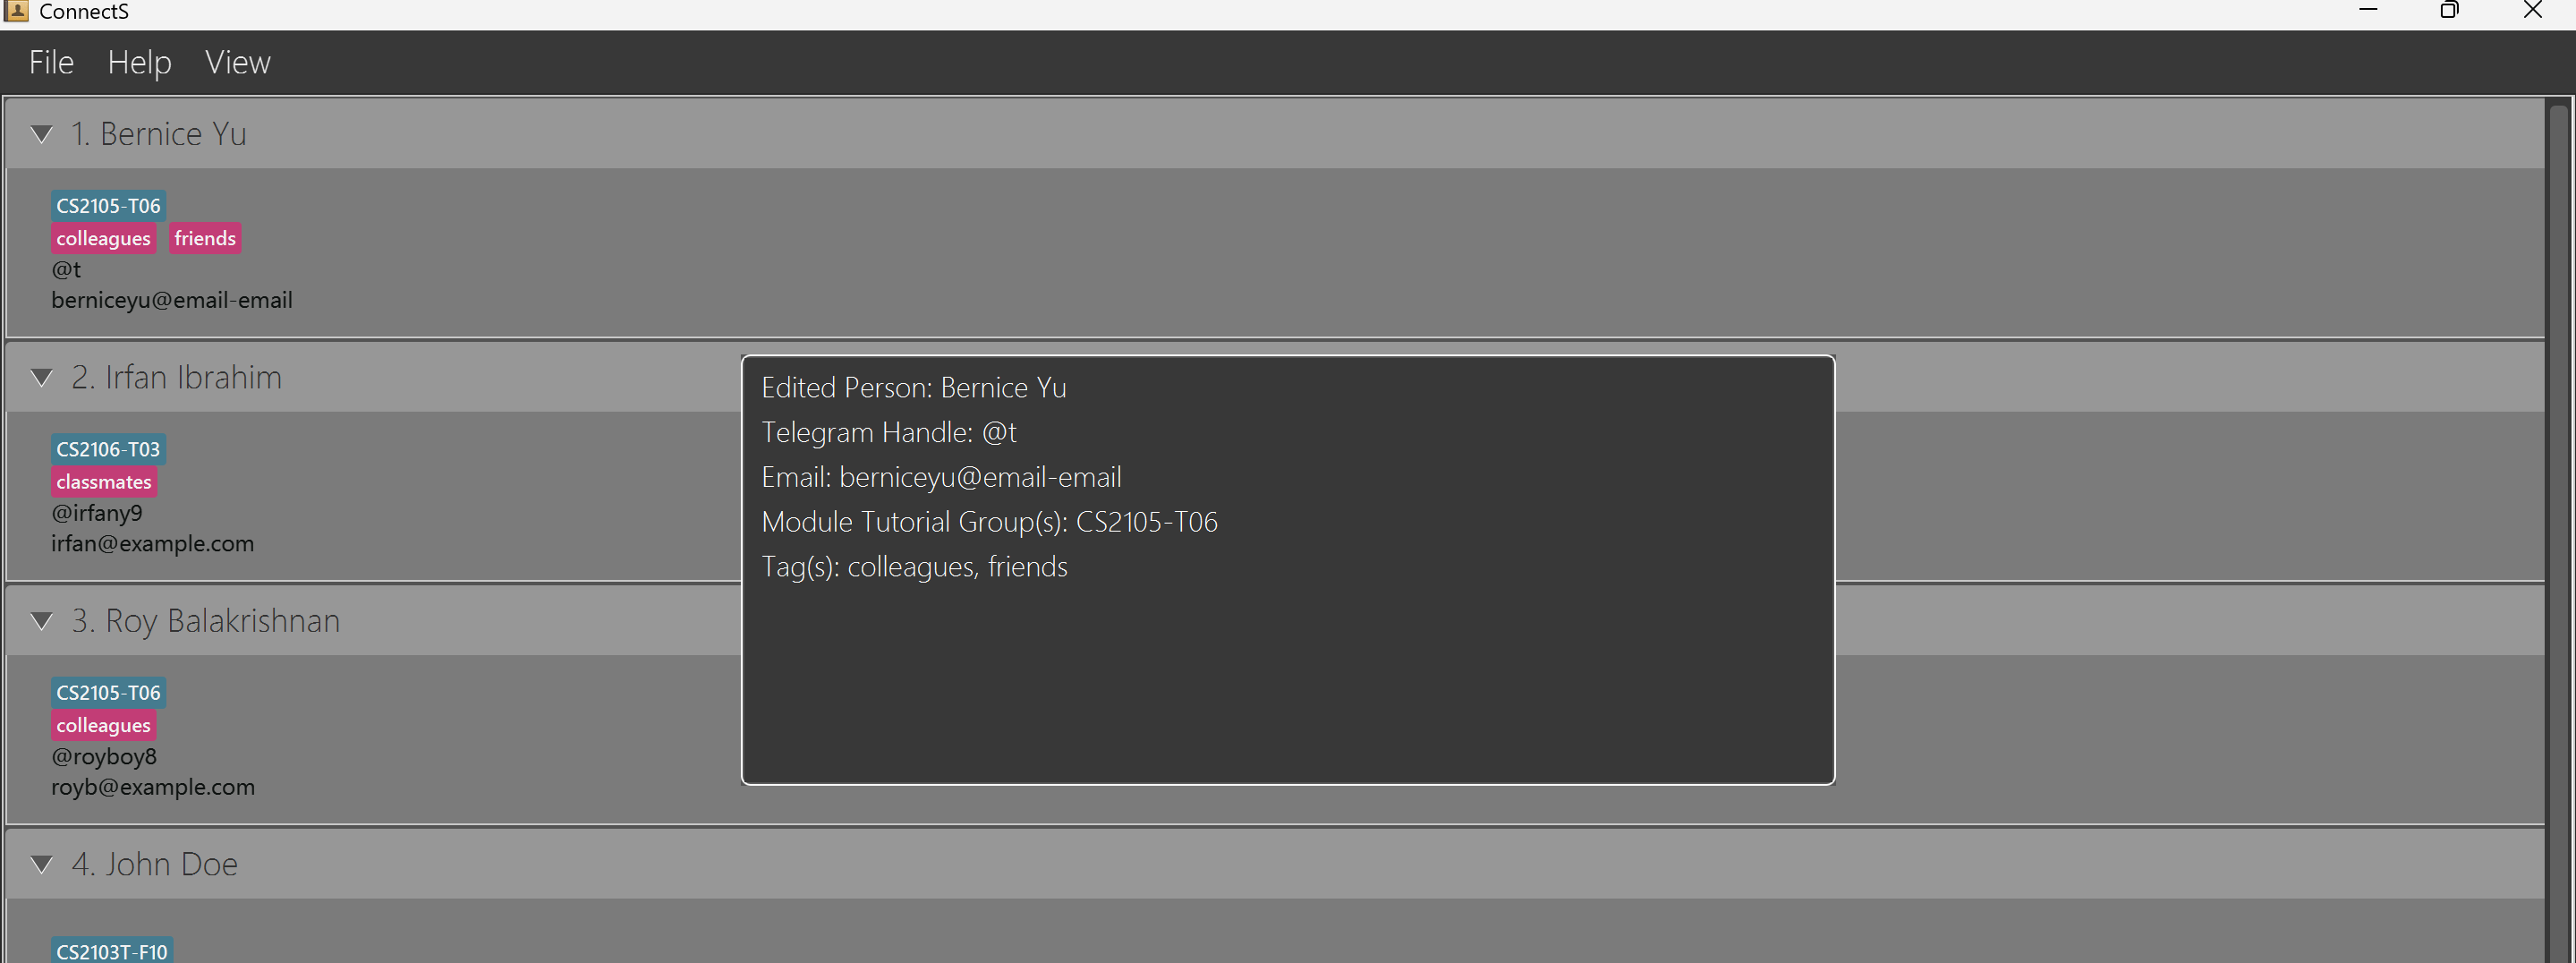 ConnectS
File Help View
1. Bernice Yu
CS2105-T06
colleagues friends
@t
berniceyu@email-email
2. Irfan Ibrahim
CS2106-T03
classmates
@irfany9
irfan@example.com
3. Roy Balakrishnan
CS2105-T06
colleagues
@royboy8
royb@example.com
4. John Doe
CS2103T-F10
Edited Person: Bernice Yu
Telegram Handle: @t
Email: berniceyu@email-email
Module Tutorial Group(s): CS2105-T06
Tag(s): colleagues, friends